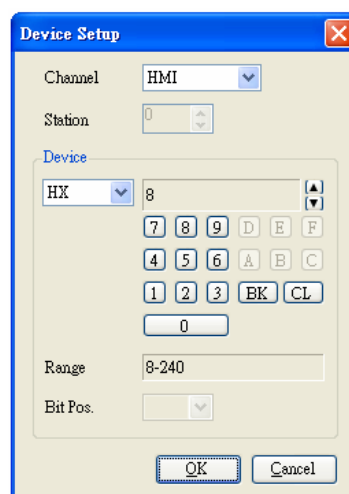 Device Setup
Channel HMI
Station 0
Device
HX 8
7 8 9 D E F
4 5 6 A B C
1 2 3 BK CL
0
Range 8-240
Bit Pos.
OK Cancel